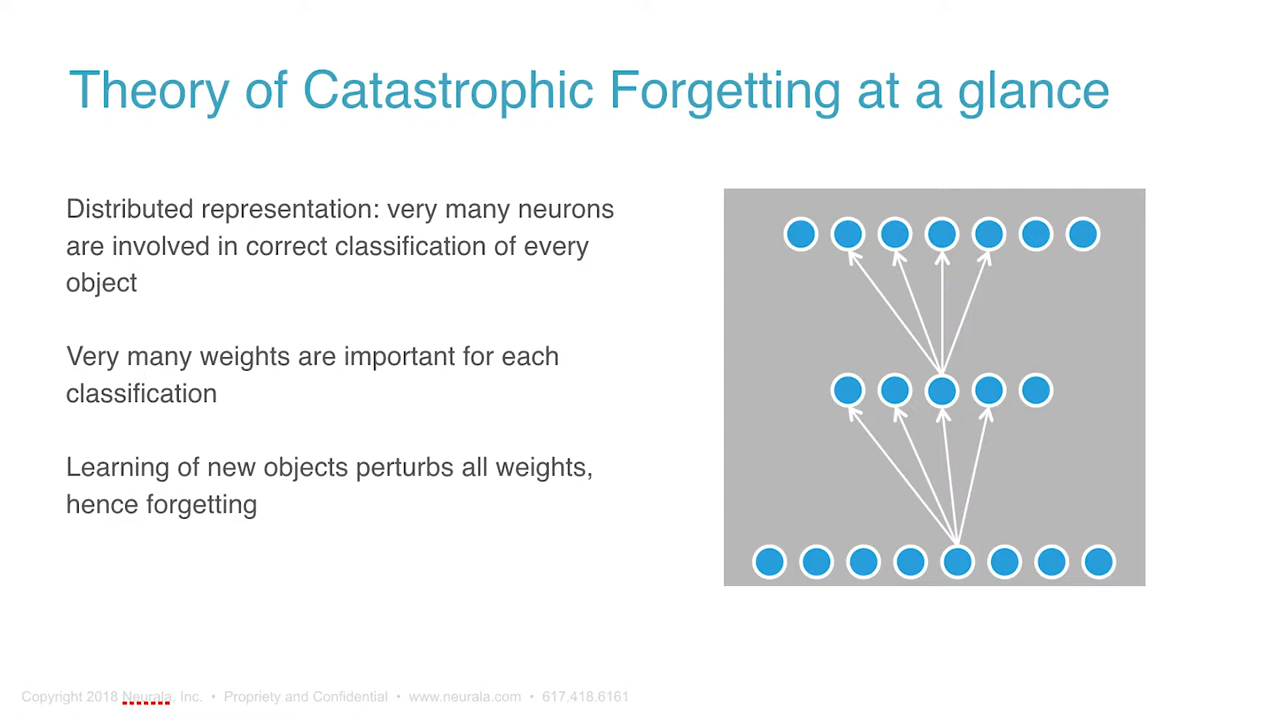 Theory of Catastrophic Forgetting at a glance
Distributed representation: very many neurons
are involved in correct classification of every
object
Very many weights are important for each
classification
Learning of new objects perturbs all weights,
hence forgetting
Copyright 2018 Neurala, Inc. • Propriety and Confidential • www.neurala.com • 617.418.6161